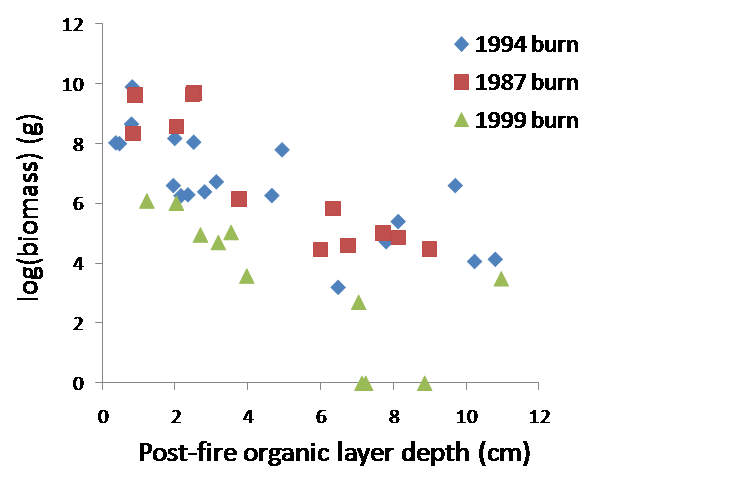 12
10
8
6
4
2
0
log(biomass) (g)
1994 burn
1987 burn
1999 burn
0 2 4 6 8 10 12
Post-fire organic layer depth (cm)